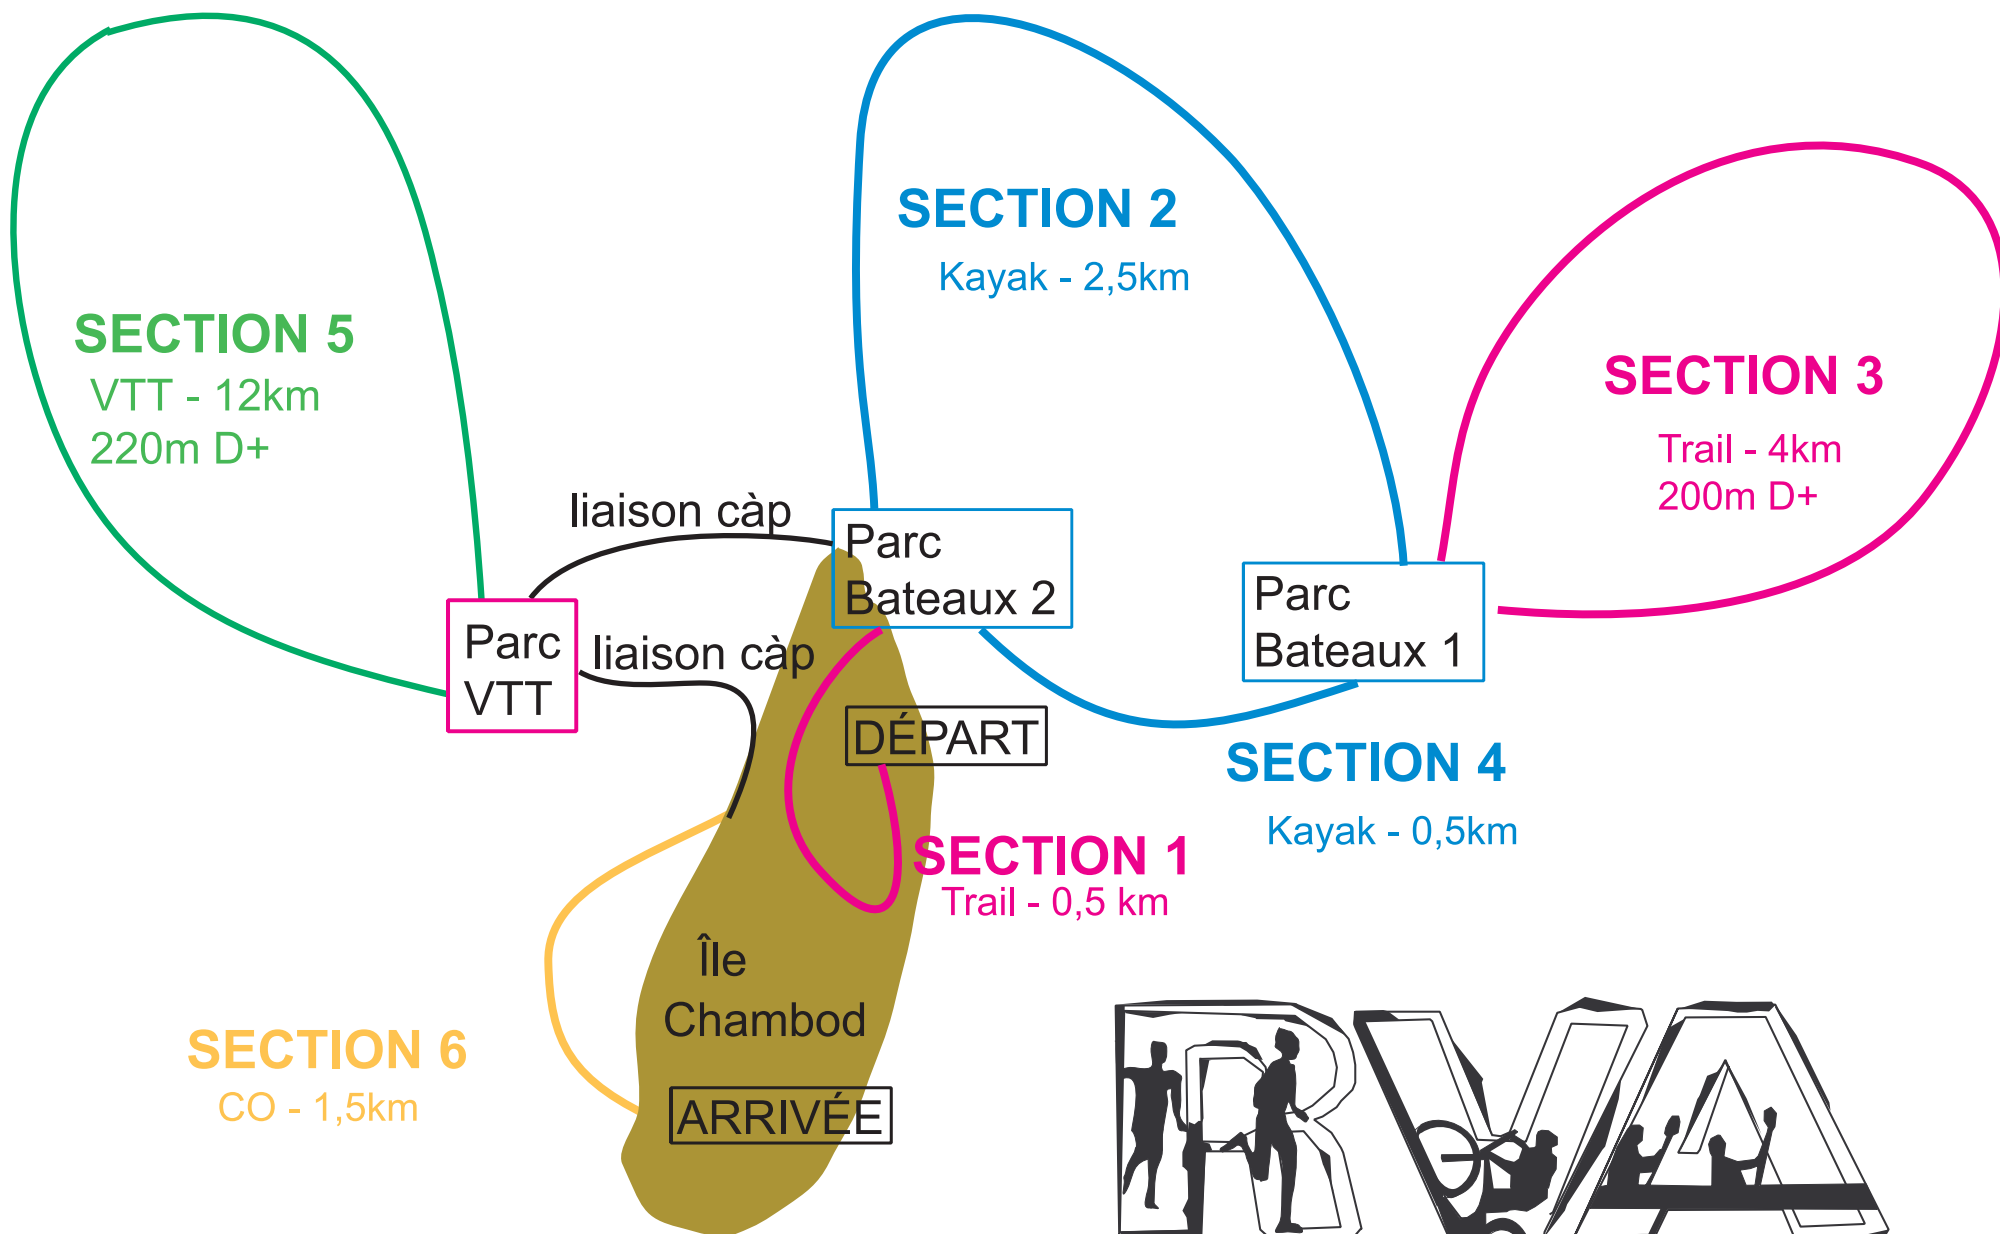 SECTION 2
Kayak - 2,5km
SECTION 5
VTT - 12km
220m D+
SECTION 3
Trail - 4km
200m D+
liaison càp
Parc
Bateaux 2
Parc
Bateaux 1
Parc
VTT
liaison càp
DÉPART
SECTION 4
Kayak - 0,5km
SECTION 1
Trail - 0,5 km
Île
Chambod
SECTION 6
CO - 1,5km
ARRIVÉE
RVA